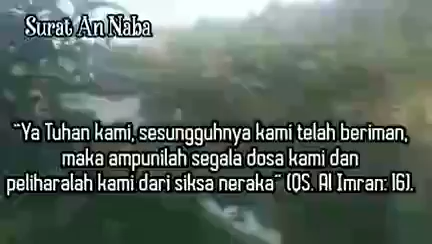 Surat An Naba
"Ya Tuhan kami, sesungguhnya kami telah beriman,
maka ampunilah segala dosa kami dan
peliharalah kami dari siksa neraka" (QS. Al Imran: 16).